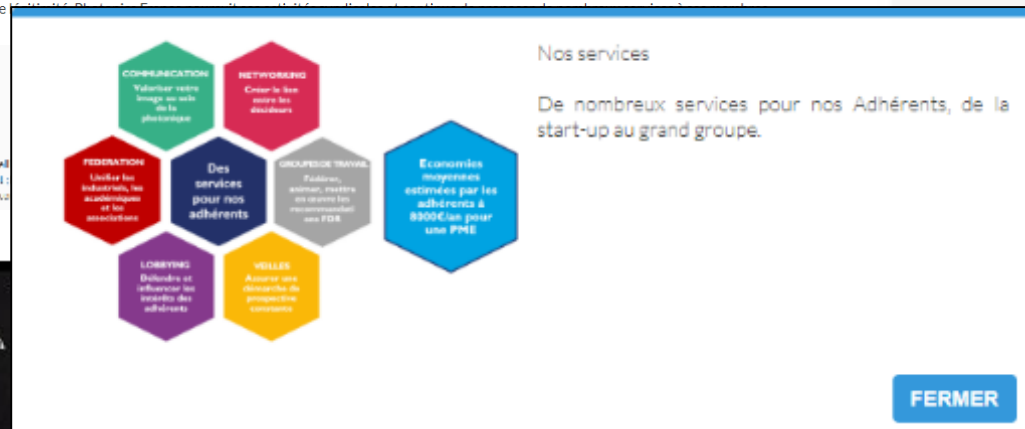 Nos services
De nombreux services pour nos Adhérents, de la
start-up au grand groupe.
COMMUNICATION
Valoriser votre
image au sein
de la
photonique
NETWORKING
Créer le lien
entre les
décideurs
FEDERATION
Unifier les
industriels, les
académiques
et les
associations
Des
services
pour nos
adhérents
GROUPES DE TRAVAIL
Fédérer,
animer, mettre
en œuvre les
recommandati
ons FDR
Economies
moyennes
estimées par les
adhérents à
8000€/an pour
une PME
LOBBYING
Défendre et
influencer les
intérêts des
adhérents
VEILLES
Assurer une
démarche de
prospective
constante
FERMER